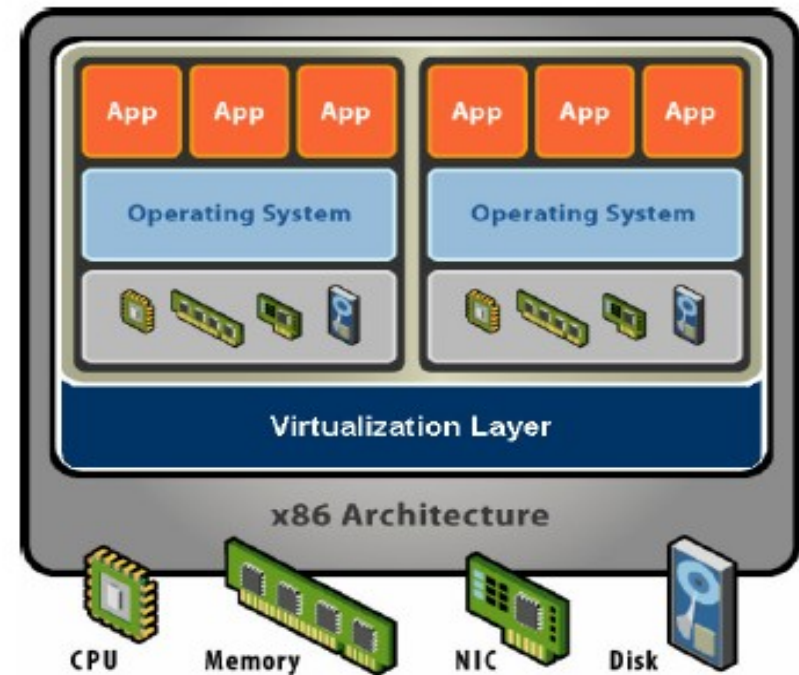 App App App App App App
Operating System Operating System
Virtualization Layer
x86 Architecture
CPU Memory NIC Disk